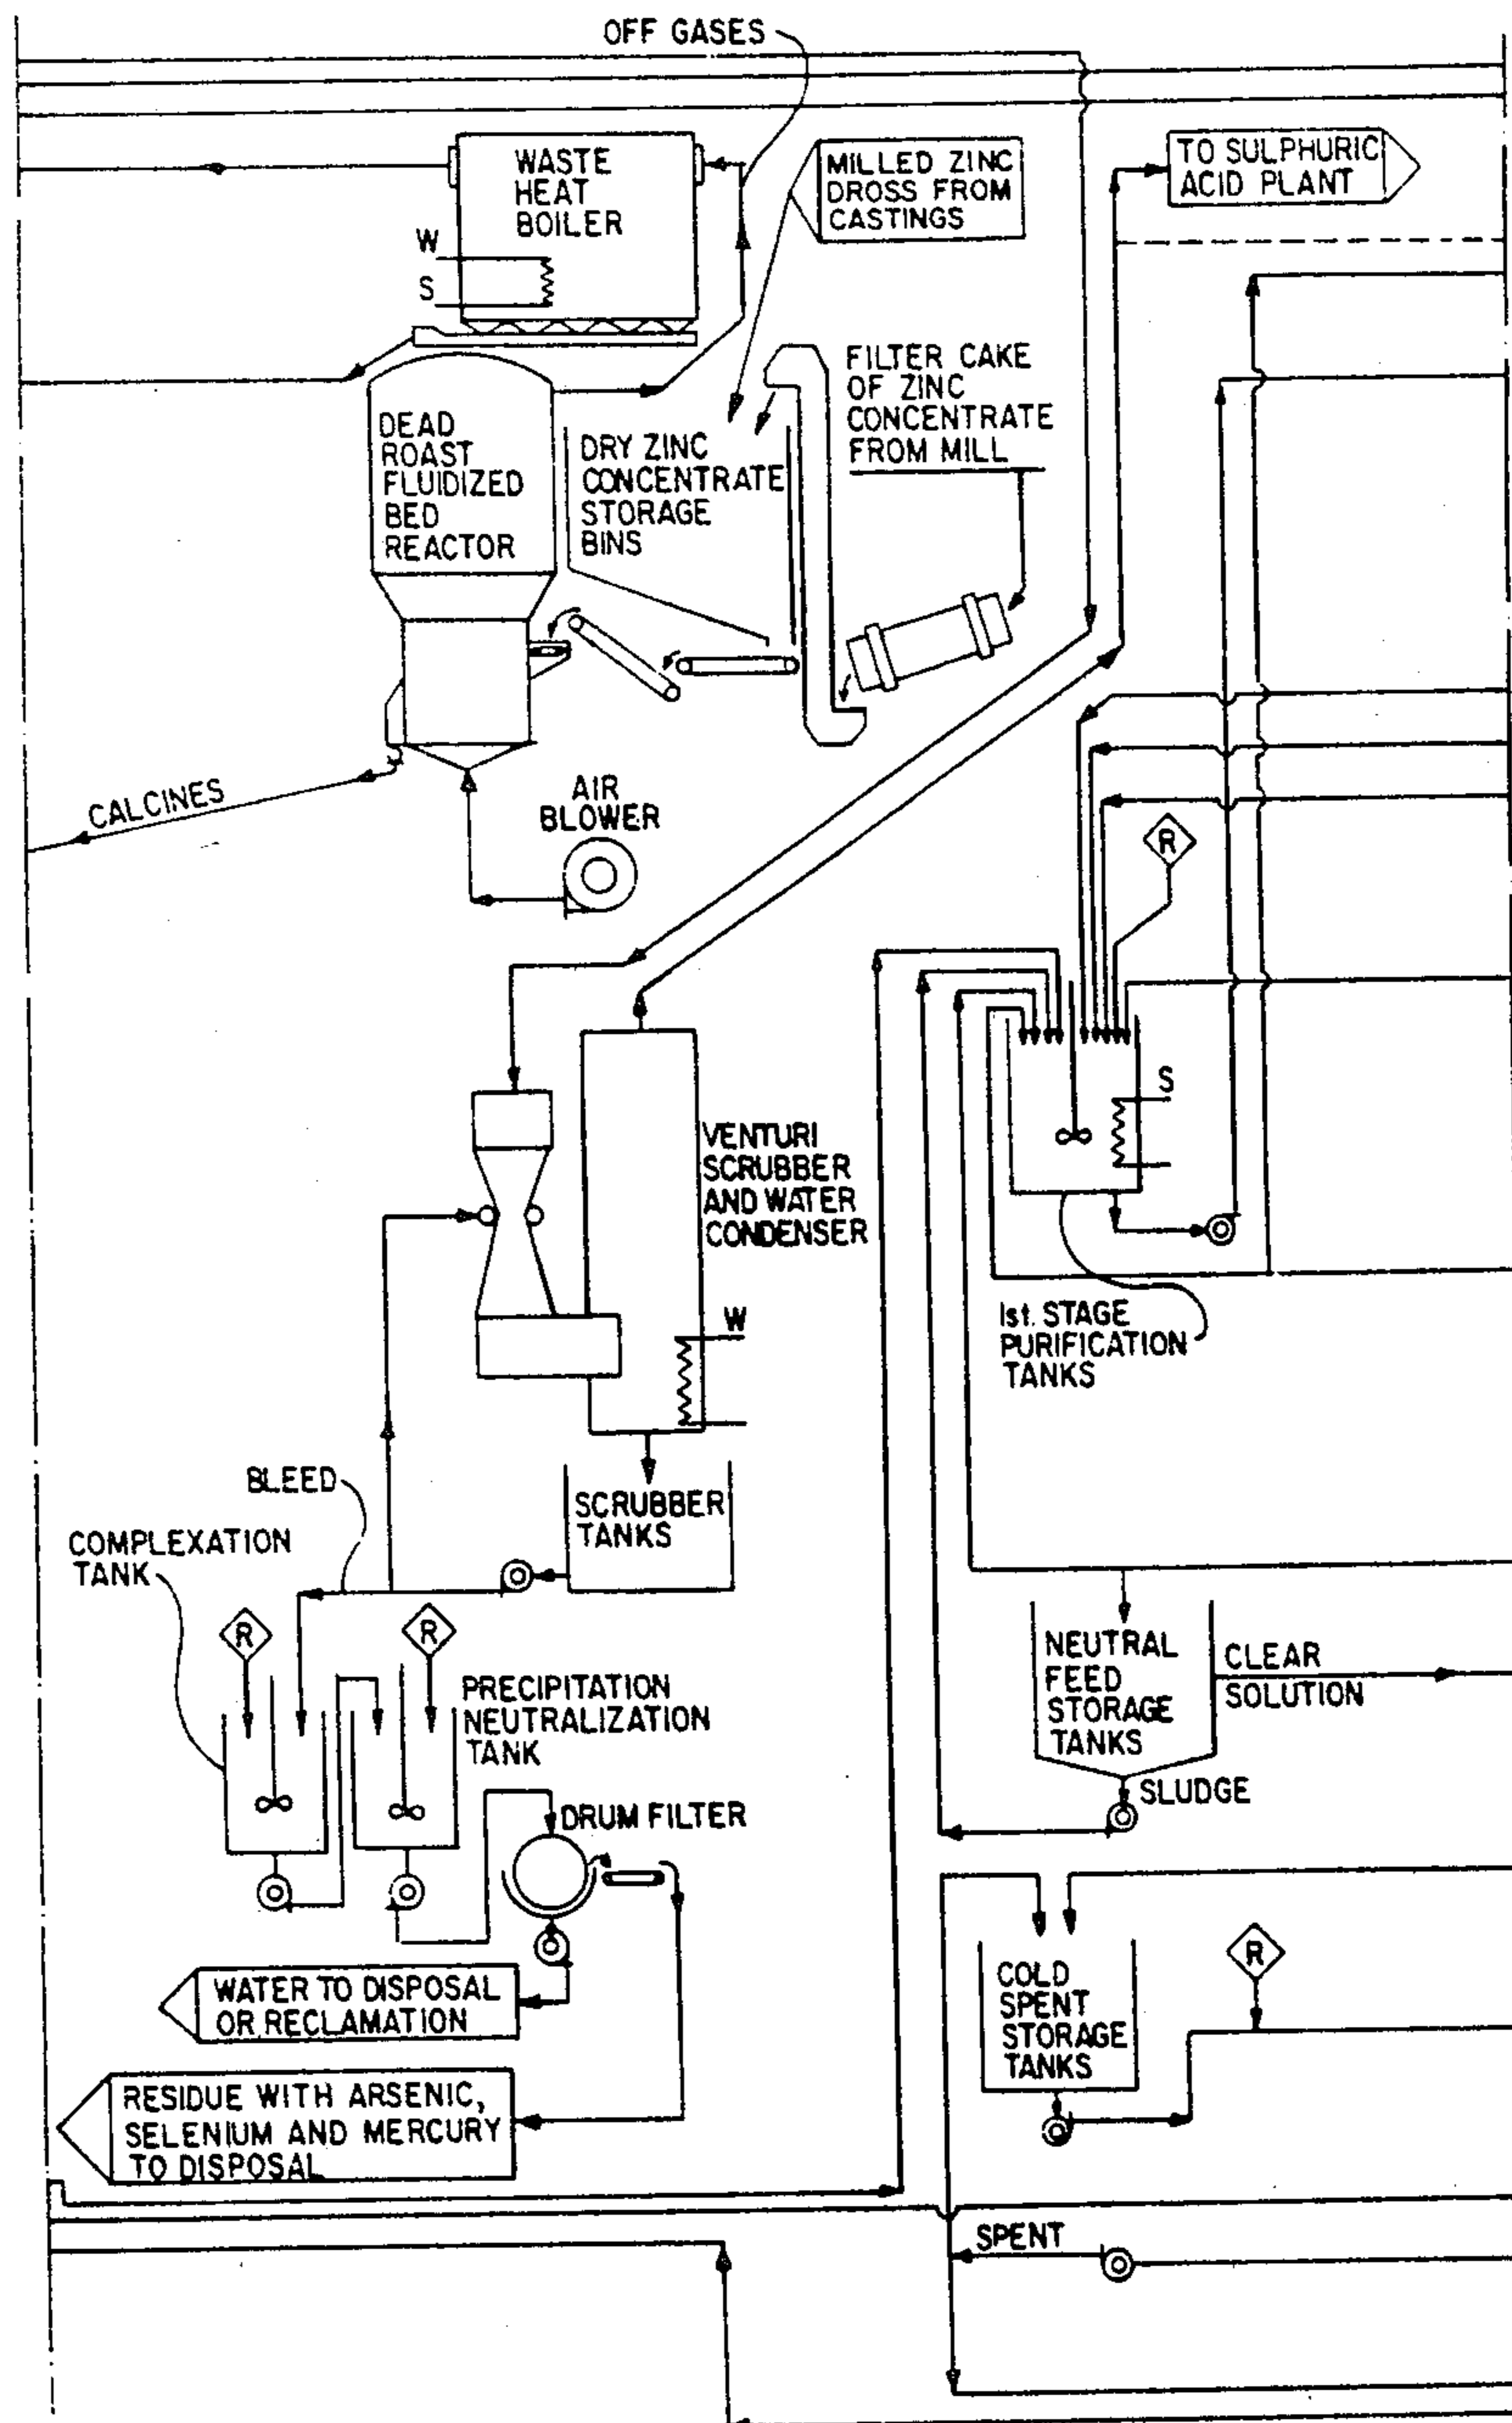 OFF GASES
WASTE
HEAT
BOILER
W
S
MILLED ZINC
DROSS FROM
CASTINGS
TO SULPHURIC
ACID PLANT
FILTER CAKE
OF ZINC
CONCENTRATE
FROM MILL
DEAD
ROAST
FLUIDIZED
BED
REACTOR
DRY ZINC
CONCENTRATE
STORAGE
BINS
CALCINES
AIR
BLOWER
R
S
VENTURI
SCRUBBER
AND WATER
CONDENSER
W
1st. STAGE
PURIFICATION
TANKS
BLEED
SCRUBBER
TANKS
COMPLEXATION
TANK
R
R
PRECIPITATION
NEUTRALIZATION
TANK
NEUTRAL
FEED
STORAGE
TANKS
CLEAR
SOLUTION
SLUDGE
DRUM FILTER
WATER TO DISPOSAL
OR RECLAMATION
COLD
SPENT
STORAGE
TANKS
R
RESIDUE WITH ARSENIC,
SELENIUM AND MERCURY
TO DISPOSAL
SPENT